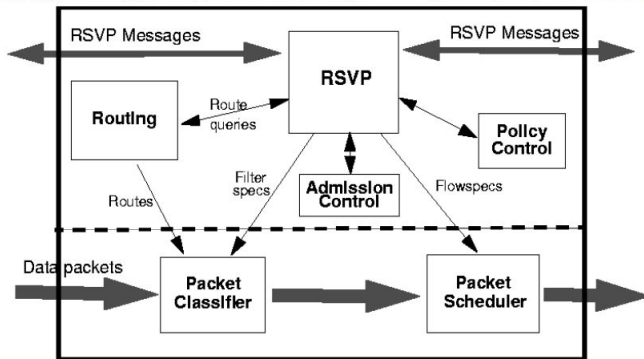 RSVP Messages
RSVP Messages
RSVP
Routing
Route
queries
Policy
Control
Filter
specs
Admission
Control
Flowspecs
Routes
Data packets
Packet
Classifier
Packet
Scheduler